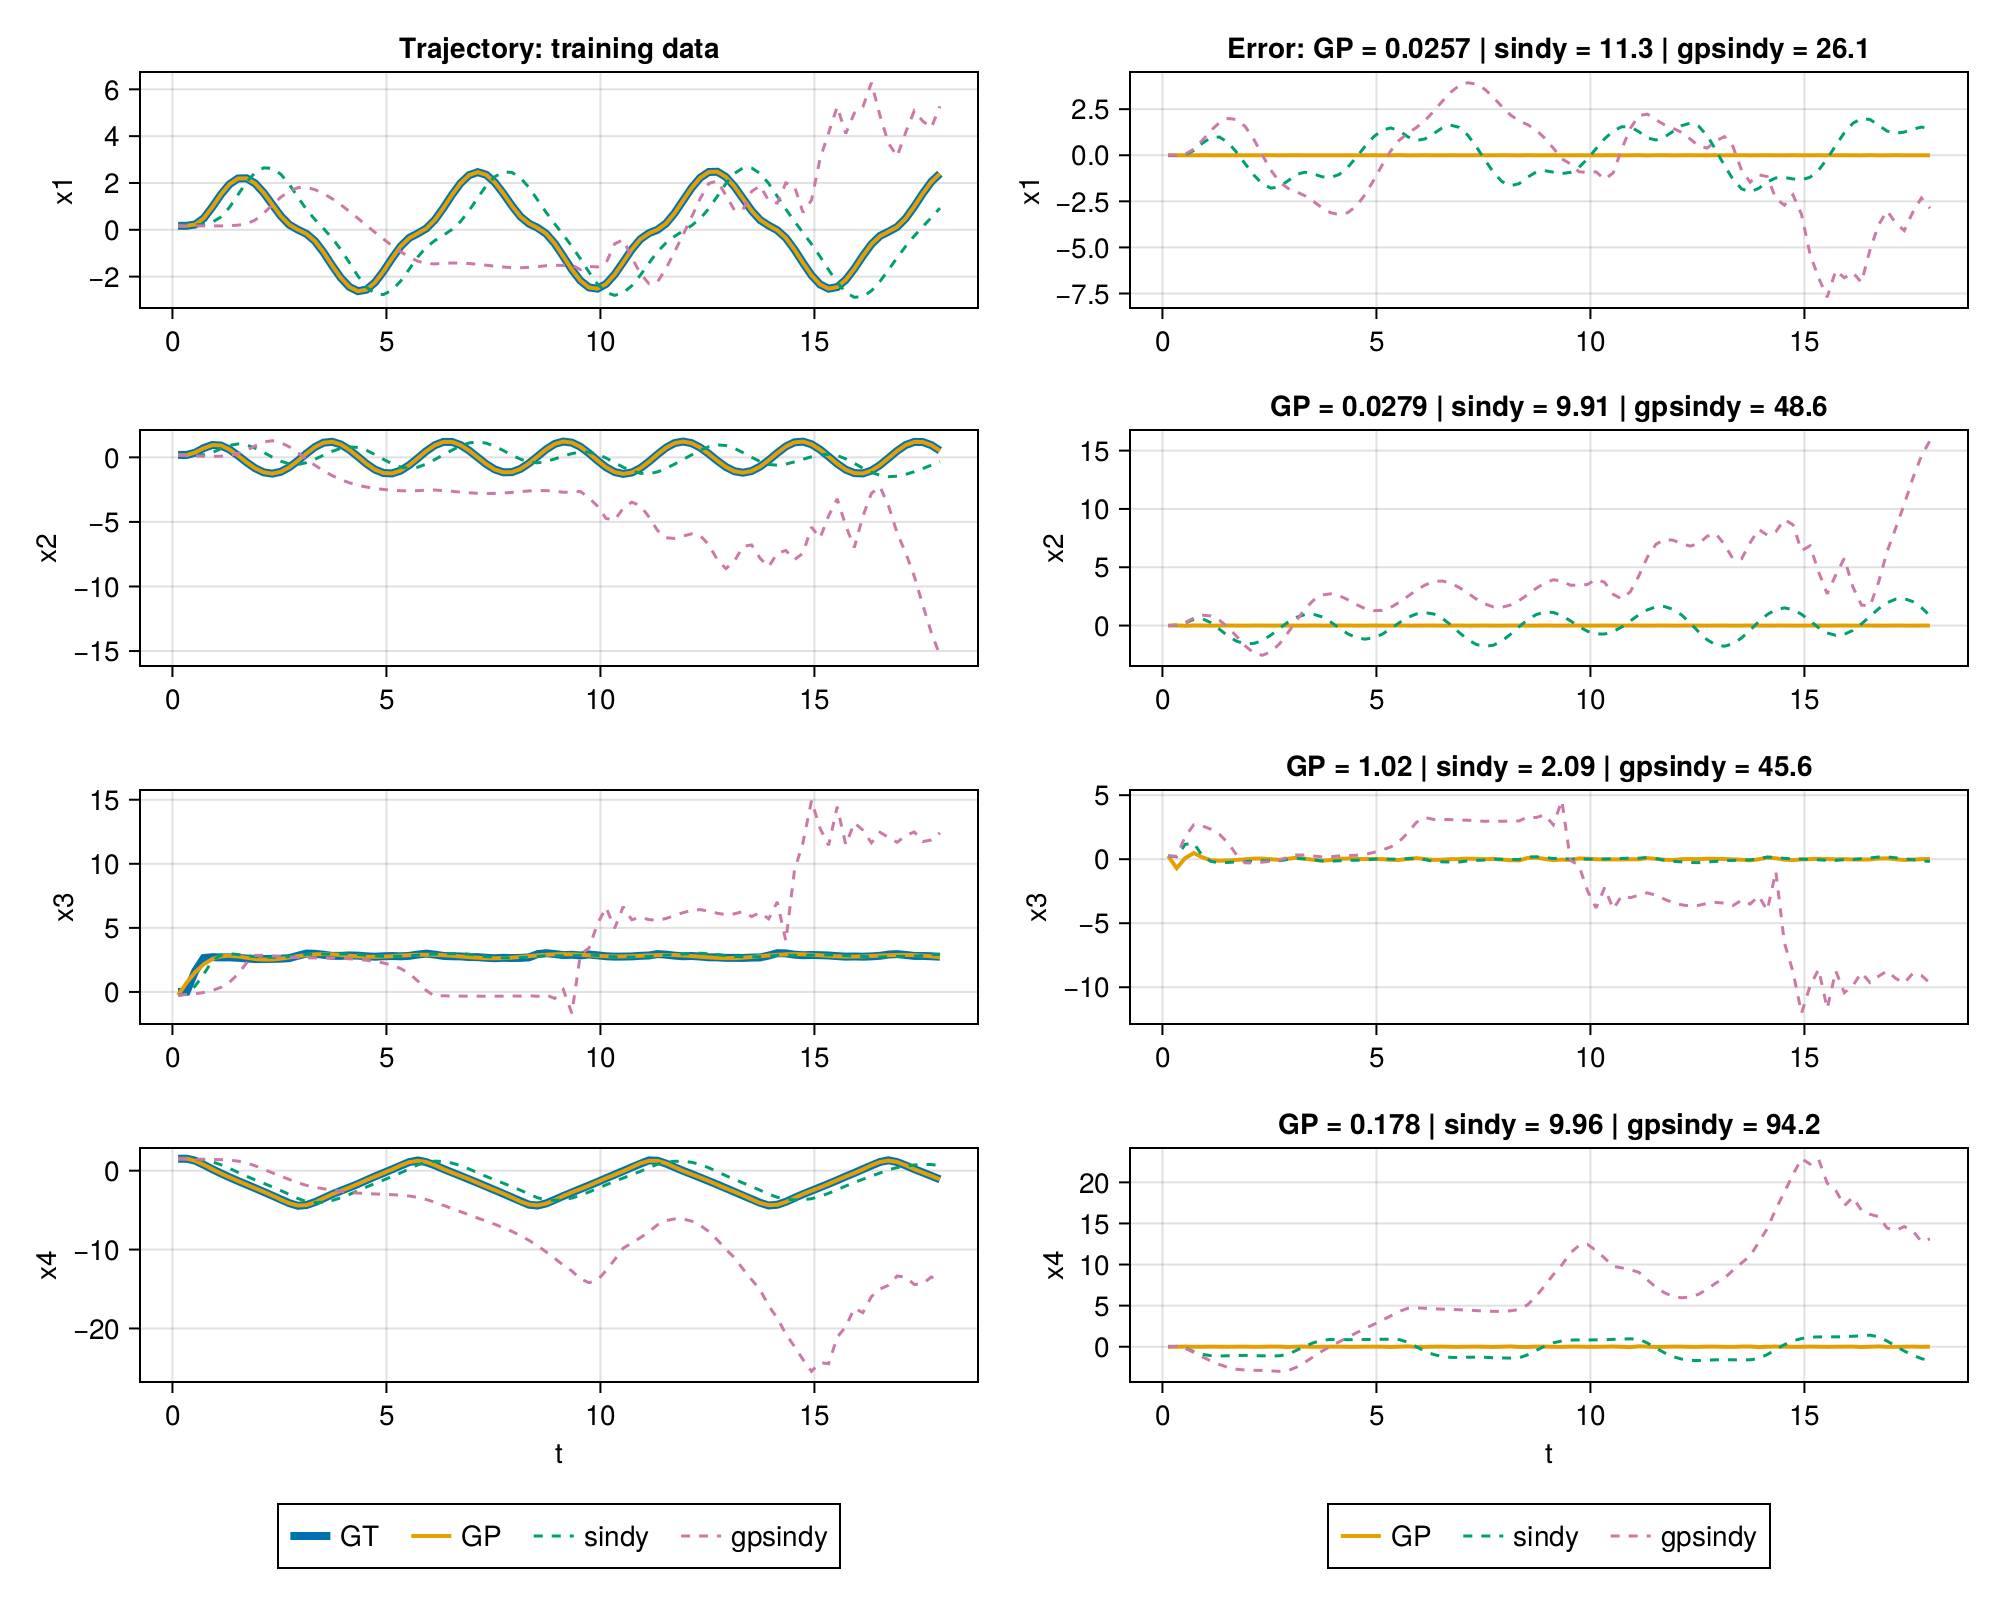 Trajectory: training data
Error: GP = 0.0257 | sindy = 11.3 | gpsindy = 26.1
x1
6
4
2
0
−2
0 5 10 15
x1
2.5
0.0
−2.5
−5.0
−7.5
0 5 10 15
GP = 0.0279 | sindy = 9.91 | gpsindy = 48.6
x2
0
−5
−10
−15
0 5 10 15
x2
15
10
5
0
0 5 10 15
GP = 1.02 | sindy = 2.09 | gpsindy = 45.6
x3
15
10
5
0
0 5 10 15
x3
5
0
−5
−10
0 5 10 15
GP = 0.178 | sindy = 9.96 | gpsindy = 94.2
x4
0
−10
−20
0 5 10 15
t
x4
20
15
10
5
0
0 5 10 15
t
GT GP sindy gpsindy
GP sindy gpsindy